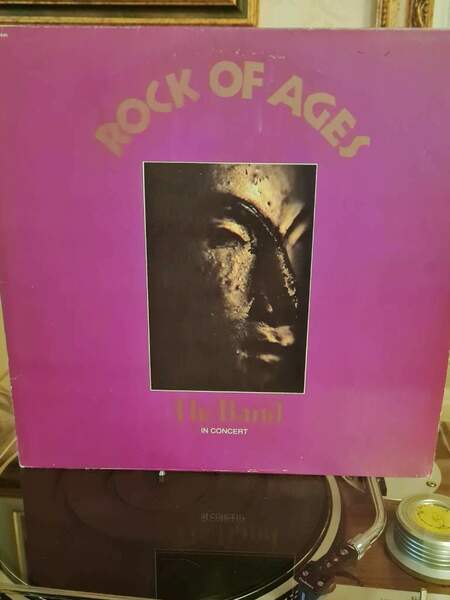 ROCK OF AGES
The Band
IN CONCERT